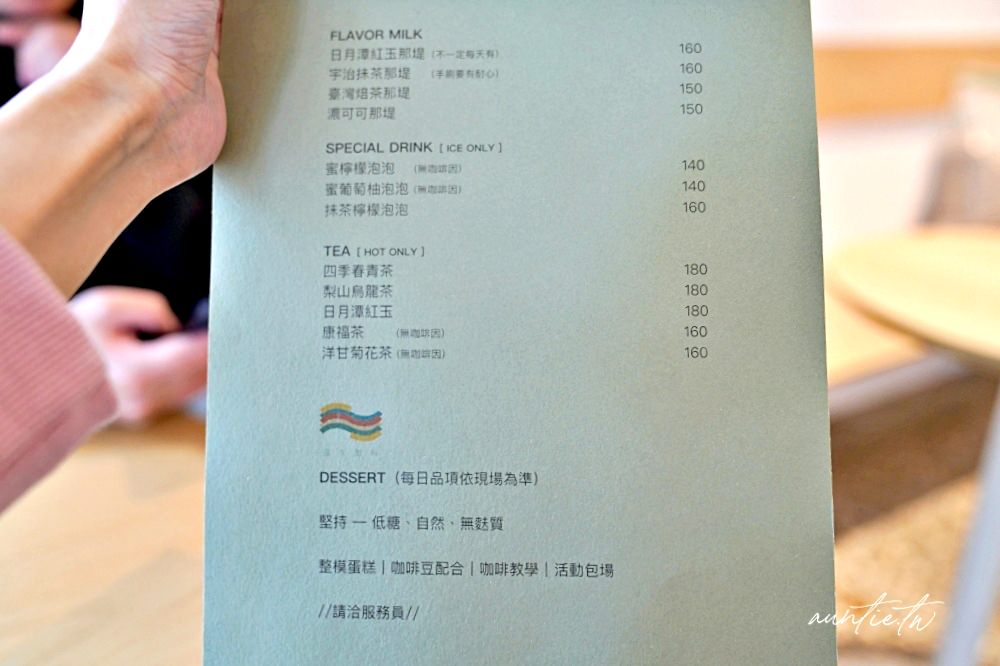 FLAVOR MILK
日月潭紅玉那堤 (不一定每天有) 160
宇治抹茶那堤 (手刷要有耐心) 160
臺灣焙茶那堤 150
濃可可那堤 150
SPECIAL DRINK [ ICE ONLY ]
蜜檸檬泡泡 (無咖啡因) 140
蜜葡萄柚泡泡 (無咖啡因) 140
抹茶檸檬泡泡 160
TEA [ HOT ONLY ]
四季春青茶 180
梨山烏龍茶 180
日月潭紅玉 180
康福茶 (無咖啡因) 160
洋甘菊花茶 (無咖啡因) 160
DESSERT (每日品項依現場為準)
堅持 — 低糖、自然、無麩質
整模蛋糕 | 咖啡豆配合 | 咖啡教學 | 活動包場
//請洽服務員//
auntie.tw